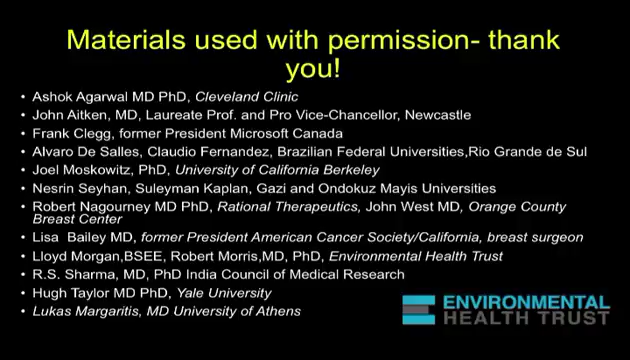 Materials used with permission- thank
you!
• Ashok Agarwal MD PhD, Cleveland Clinic
• John Aitken, MD, Laureate Prof. and Pro Vice-Chancellor, Newcastle
• Frank Clegg, former President Microsoft Canada
• Alvaro De Salles, Claudio Fernandez, Brazilian Federal Universities,Rio Grande de Sul
• Joel Moskowitz, PhD, University of California Berkeley
• Nesrin Seyhan, Suleyman Kaplan, Gazi and Ondokuz Mayis Universities
• Robert Nagourney MD PhD, Rational Therapeutics, John West MD, Orange County
Breast Center
• Lisa Bailey MD, former President American Cancer Society/California, breast surgeon
• Lloyd Morgan,BSEE, Robert Morris,MD, PhD, Environmental Health Trust
• R.S. Sharma, MD, PhD India Council of Medical Research
• Hugh Taylor MD PhD, Yale University
• Lukas Margaritis, MD University of Athens
ENVIRONMENTAL
HEALTH TRUST